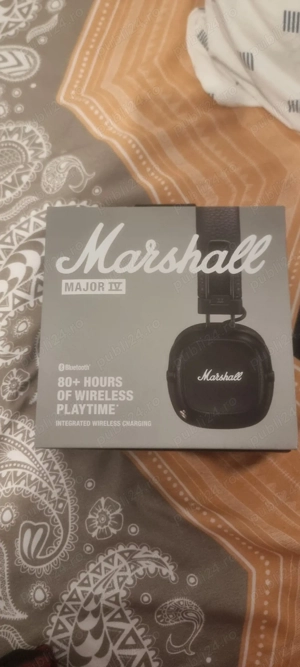 Marshall
MAJOR IV
Bluetooth®
80+ HOURS
OF WIRELESS
PLAYTIME*
INTEGRATED WIRELESS CHARGING
Marshall